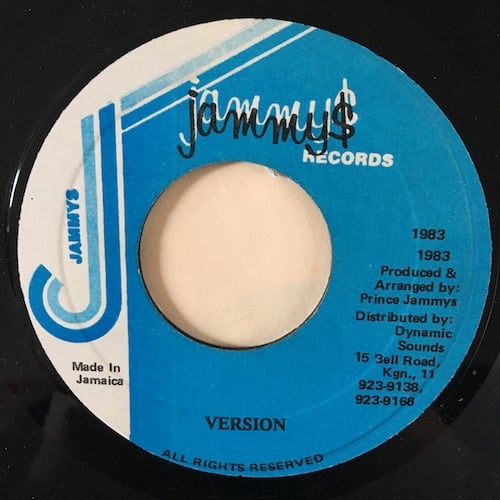 jammy$
RECORDS
JAMMYS
1983
1983
Produced &
Arranged by:
Prince Jammys
Distributed by:
Dynamic
Sounds
15 Bell Road,
Kgn., 11
923-9138,
923-9168
Made In
Jamaica
VERSION
ALL RIGHTS RESERVED